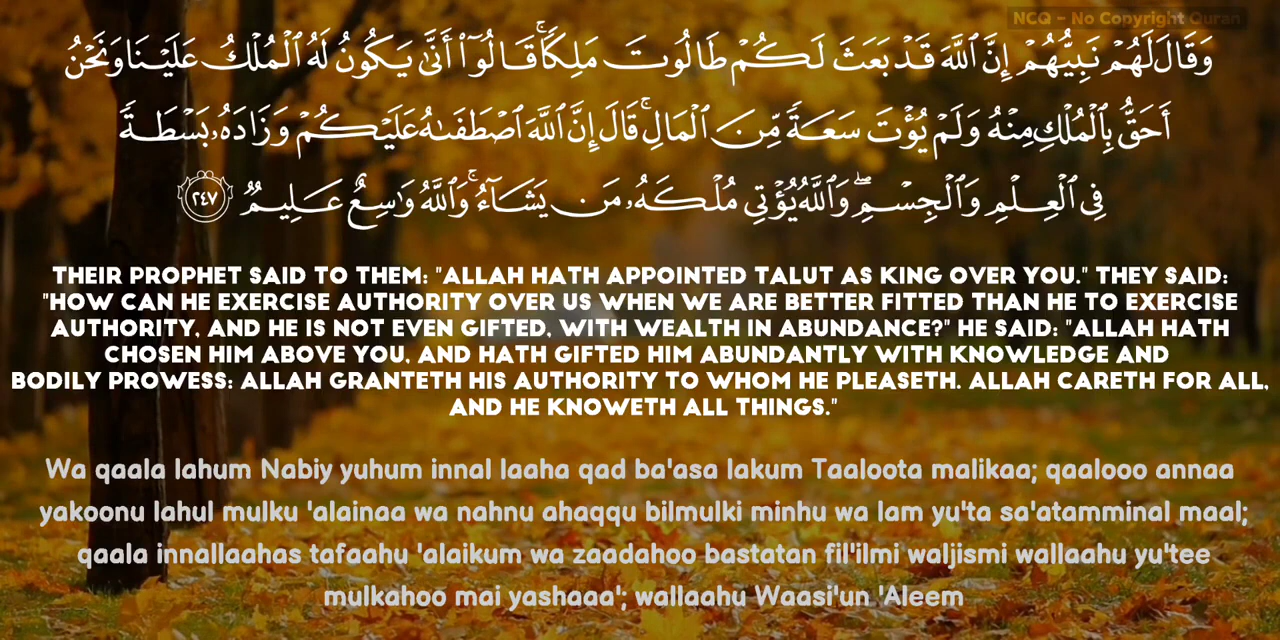 NCQ - No Copyright Quran
وَقَالَ لَهُمْ نَبِيُّهُمْ إِنَّ ٱللَّهَ قَدْ بَعَثَ لَكُمْ طَالُوتَ مَلِكًا ۚ قَالُوٓا۟ أَنَّىٰ يَكُونُ لَهُ ٱلْمُلْكُ عَلَيْنَا وَنَحْنُ
أَحَقُّ بِٱلْمُلْكِ مِنْهُ وَلَمْ يُؤْتَ سَعَةً مِّنَ ٱلْمَالِ ۚ قَالَ إِنَّ ٱللَّهَ ٱصْطَفَىٰهُ عَلَيْكُمْ وَزَادَهُۥ بَسْطَةً
فِى ٱلْعِلْمِ وَٱلْجِسْمِ ۖ وَٱللَّهُ يُؤْتِى مُلْكَهُۥ مَن يَشَآءُ ۚ وَٱللَّهُ وَٰسِعٌ عَلِيمٌ ٢٤٧
THEIR PROPHET SAID TO THEM: "ALLAH HATH APPOINTED TALUT AS KING OVER YOU." THEY SAID:
"HOW CAN HE EXERCISE AUTHORITY OVER US WHEN WE ARE BETTER FITTED THAN HE TO EXERCISE
AUTHORITY, AND HE IS NOT EVEN GIFTED, WITH WEALTH IN ABUNDANCE?" HE SAID: "ALLAH HATH
CHOSEN HIM ABOVE YOU, AND HATH GIFTED HIM ABUNDANTLY WITH KNOWLEDGE AND
BODILY PROWESS: ALLAH GRANTETH HIS AUTHORITY TO WHOM HE PLEASETH. ALLAH CARETH FOR ALL,
AND HE KNOWETH ALL THINGS."
Wa qaala lahum Nabiy yuhum innal laaha qad ba'asa lakum Taaloota malikaa; qaalooo annaa
yakoonu lahul mulku 'alainaa wa nahnu ahaqqu bilmulki minhu wa lam yu'ta sa'atamminal maal;
qaala innallaahas tafaahu 'alaikum wa zaadahoo bastatan fil'ilmi waljismi wallaahu yu'tee
mulkahoo mai yashaaa'; wallaahu Waasi'un 'Aleem